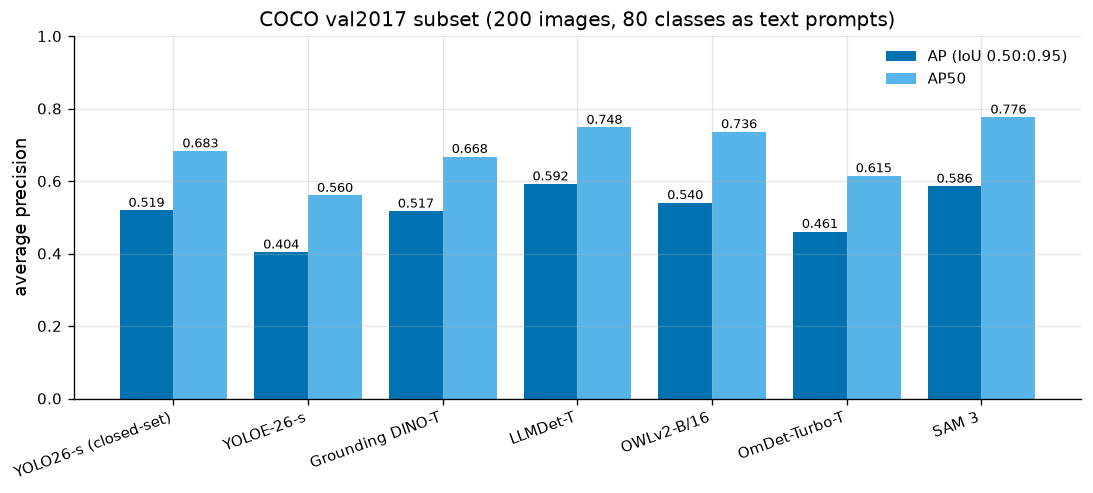 COCO val2017 subset (200 images, 80 classes as text prompts)
AP (IoU 0.50:0.95)
AP50
average precision
1.0
0.8
0.6
0.4
0.2
0.0
0.519
0.683
0.404
0.560
0.517
0.668
0.592
0.748
0.540
0.736
0.461
0.615
0.586
0.776
YOLO26-s (closed-set)
YOLOE-26-s
Grounding DINO-T
LLMDet-T
OWLv2-B/16
OmDet-Turbo-T
SAM 3